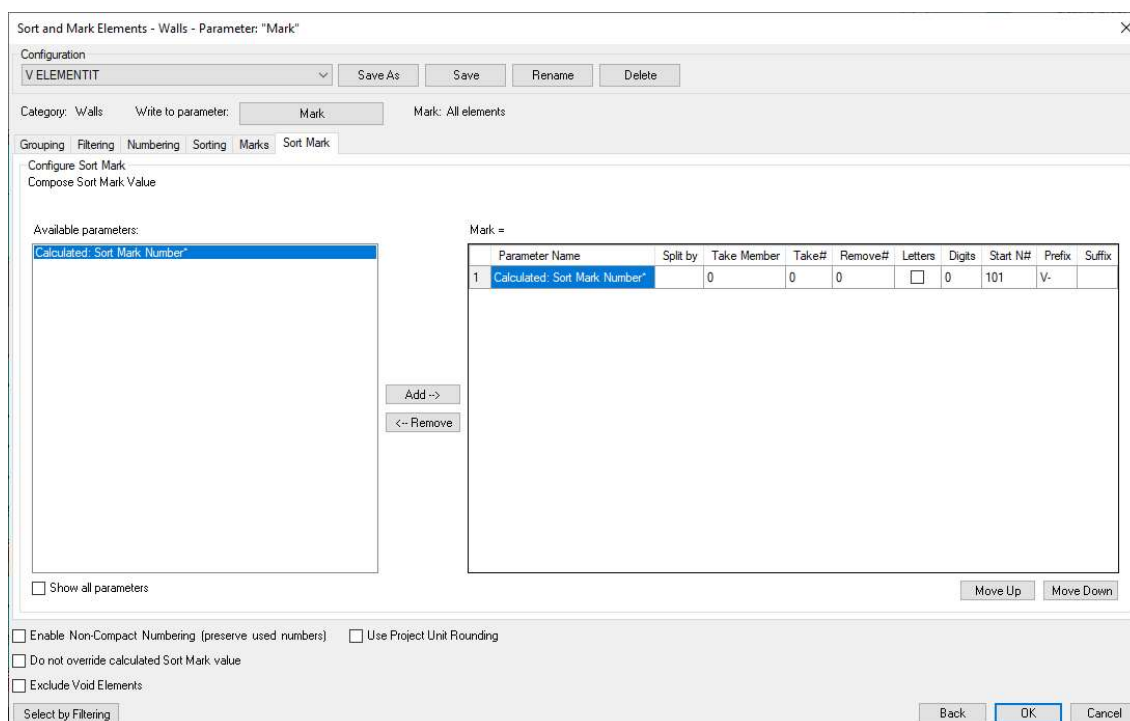 Sort and Mark Elements - Walls - Parameter: "Mark"
Configuration
V ELEMENTIT Save As Save Rename Delete
Category: Walls Write to parameter: Mark Mark: All elements
Grouping Filtering Numbering Sorting Marks Sort Mark
Configure Sort Mark
Compose Sort Mark Value
Available parameters: Mark =
Calculated: Sort Mark Number*
Parameter Name Split by Take Member Take# Remove# Letters Digits Start N# Prefix Suffix
1 Calculated: Sort Mark Number* 0 0 0 0 101 V-
Add -->
<-- Remove
Show all parameters Move Up Move Down
Enable Non-Compact Numbering (preserve used numbers) Use Project Unit Rounding
Do not override calculated Sort Mark value
Exclude Void Elements
Select by Filtering Back OK Cancel